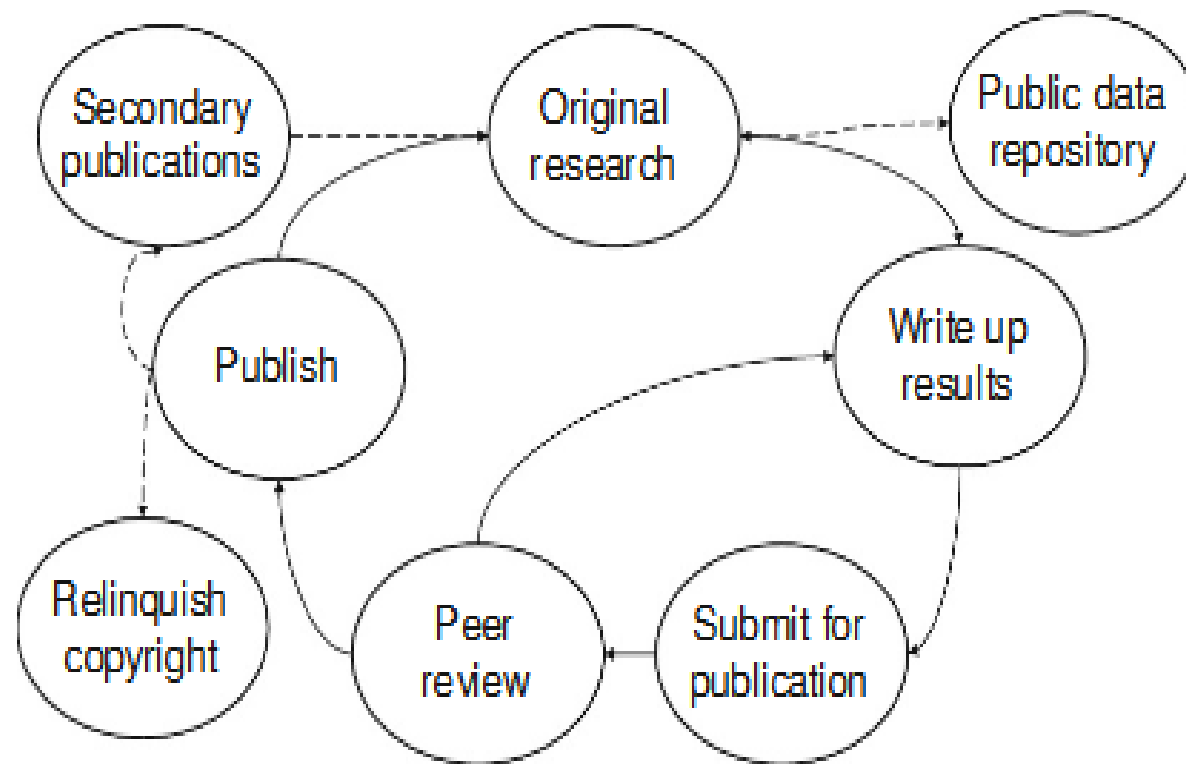 Secondary
publications
Original
research
Public data
repository
Publish
Write up
results
Relinquish
copyright
Peer
review
Submit for
publication